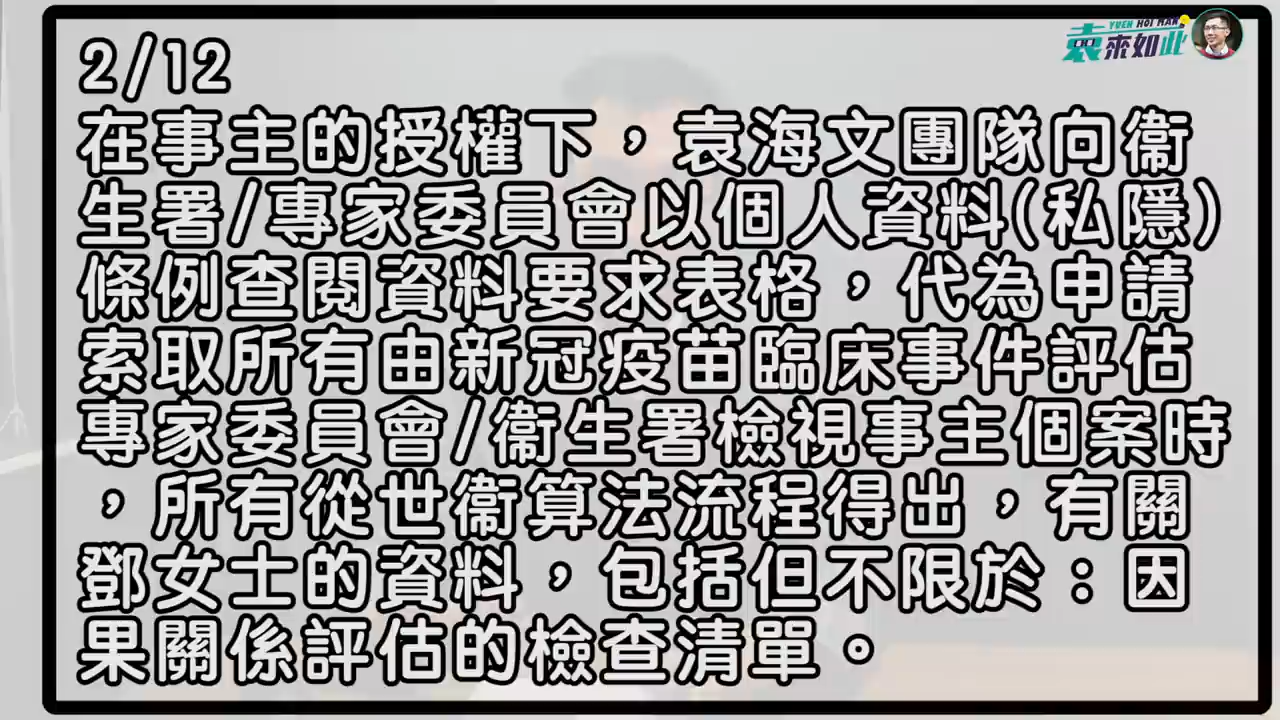 YUEN HOI MAN
袁來如此
2/12
在事主的授權下，袁海文團隊向衞
生署/專家委員會以個人資料(私隱)
條例查閱資料要求表格，代為申請
索取所有由新冠疫苗臨床事件評估
專家委員會/衞生署檢視事主個案時
，所有從世衞算法流程得出，有關
鄧女士的資料，包括但不限於：因
果關係評估的檢查清單。